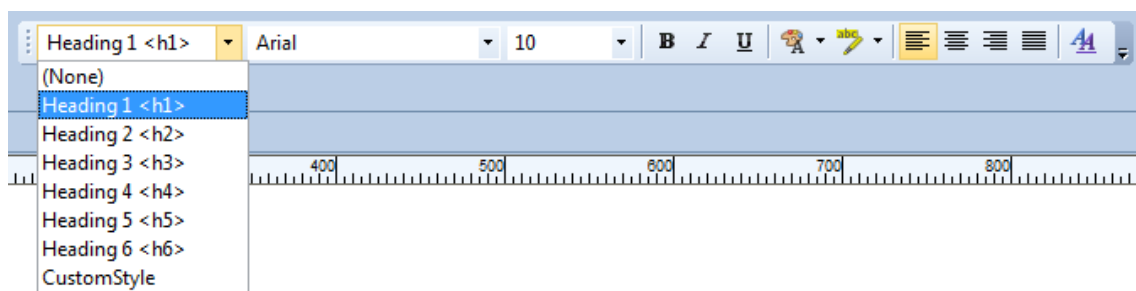 Heading 1 <h1> Arial 10 B I U abc A A
(None)
Heading 1 <h1>
Heading 2 <h2>
Heading 3 <h3>
400 500 600 700 800
Heading 4 <h4>
Heading 5 <h5>
Heading 6 <h6>
CustomStyle